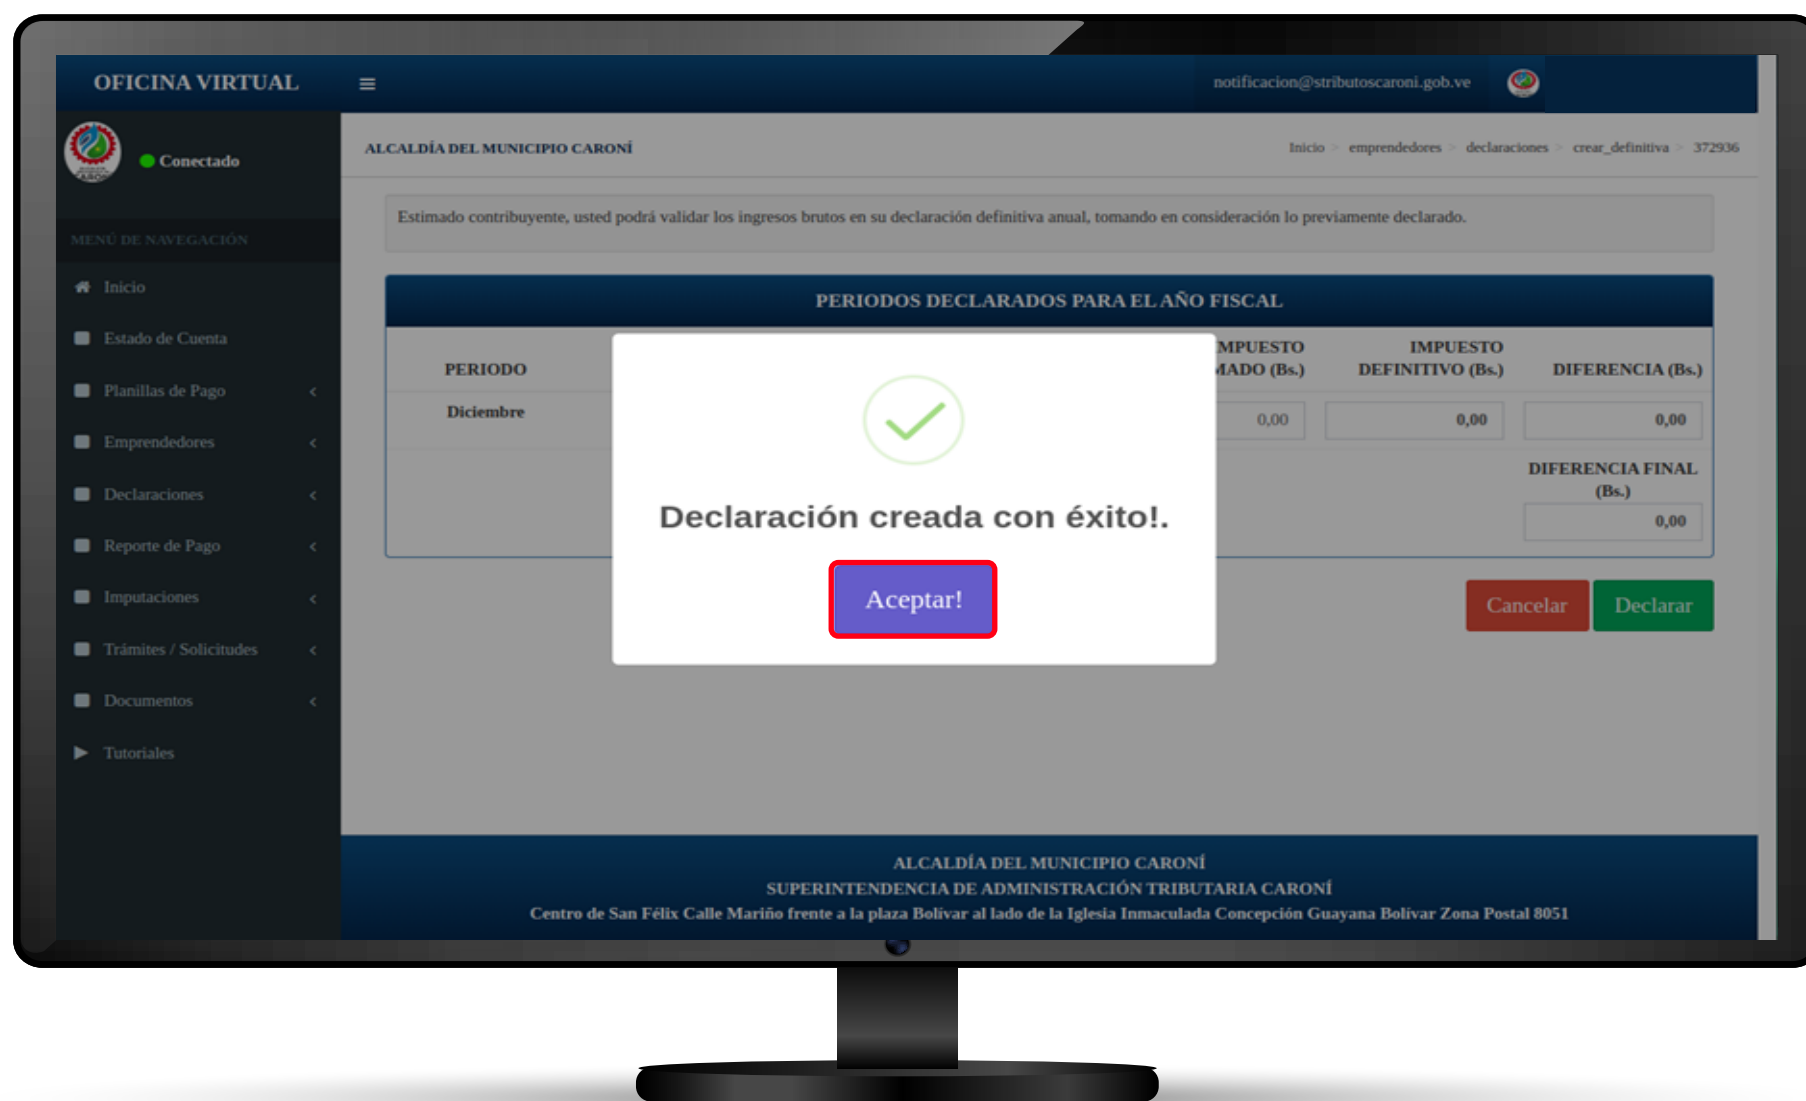 OFICINA VIRTUAL
notificacion@stributoscaroni.gob.ve
CARONÍ
Conectado
ALCALDÍA DEL MUNICIPIO CARONÍ
Inicio > emprendedores > declaraciones > crear_definitiva > 372936
MENÚ DE NAVEGACIÓN
Inicio
Estado de Cuenta
Planillas de Pago
Emprendedores
Declaraciones
Reporte de Pago
Imputaciones
Trámites / Solicitudes
Documentos
Tutoriales
Estimado contribuyente, usted podrá validar los ingresos brutos en su declaración definitiva anual, tomando en consideración lo previamente declarado.
PERIODOS DECLARADOS PARA EL AÑO FISCAL
PERIODO
MPUESTO
MADO (Bs.)
IMPUESTO
DEFINITIVO (Bs.)
DIFERENCIA (Bs.)
Diciembre
0,00
0,00
0,00
DIFERENCIA FINAL
(Bs.)
0,00
Declaración creada con éxito!.
Aceptar!
Cancelar
Declarar
ALCALDÍA DEL MUNICIPIO CARONÍ
SUPERINTENDENCIA DE ADMINISTRACIÓN TRIBUTARIA CARONÍ
Centro de San Félix Calle Mariño frente a la plaza Bolívar al lado de la Iglesia Inmaculada Concepción Guayana Bolívar Zona Postal 8051